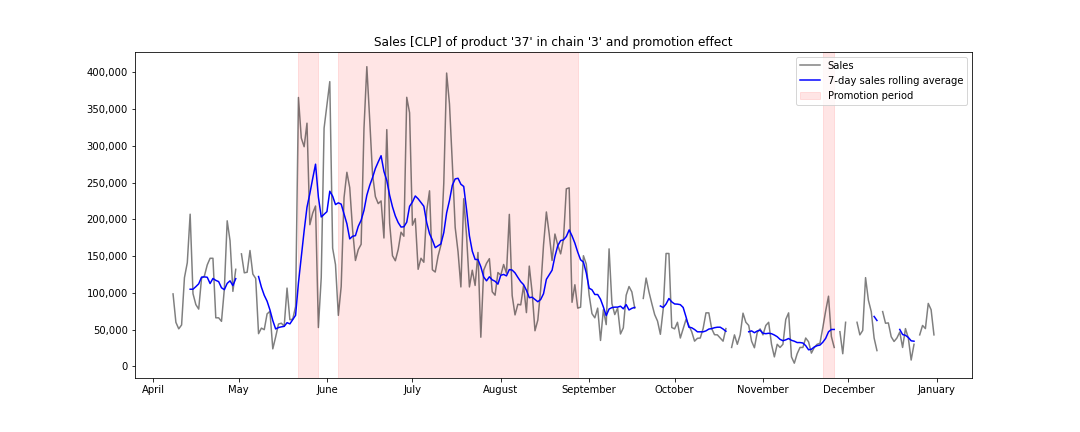 Sales [CLP] of product '37' in chain '3' and promotion effect
Sales
7-day sales rolling average
Promotion period
400,000
350,000
300,000
250,000
200,000
150,000
100,000
50,000
0
April May June July August September October November December January